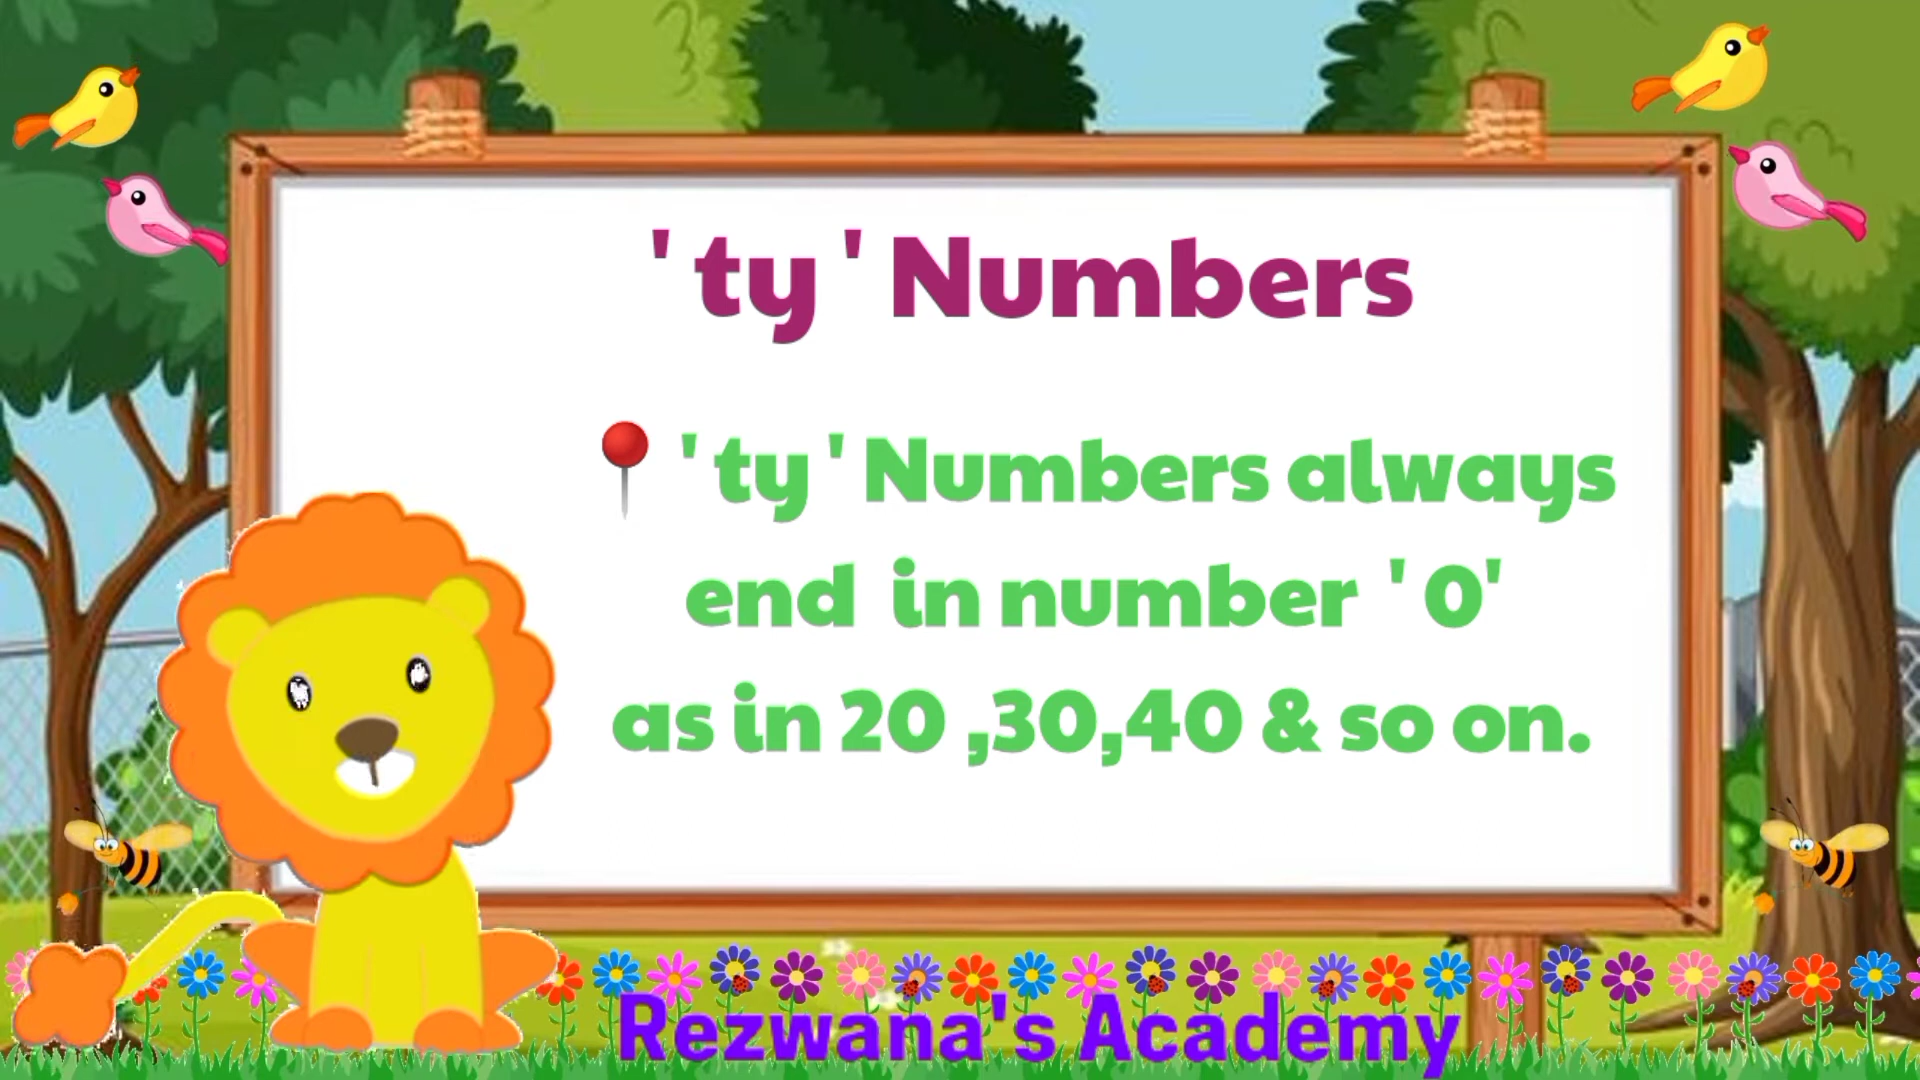 ' ty ' Numbers
📍 ' ty ' Numbers always
end in number ' 0'
as in 20 ,30,40 & so on.
Rezwana's Academy